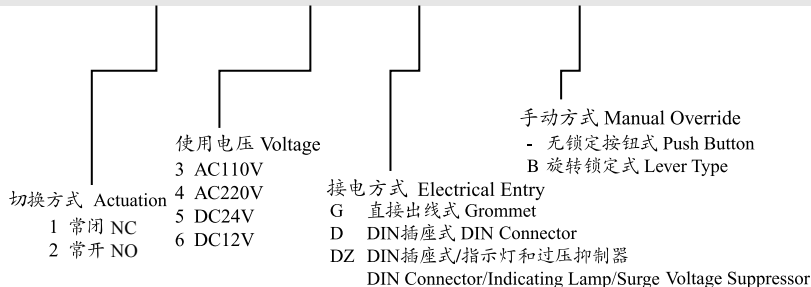 手动方式 Manual Override
- 无锁定按钮式 Push Button
B 旋转锁定式 Lever Type
使用电压 Voltage
3 AC110V
4 AC220V
5 DC24V
6 DC12V
接电方式 Electrical Entry
G 直接出线式 Grommet
D DIN插座式 DIN Connector
DZ DIN插座式/指示灯和过压抑制器
DIN Connector/Indicating Lamp/Surge Voltage Suppressor
切换方式 Actuation
1 常闭 NC
2 常开 NO